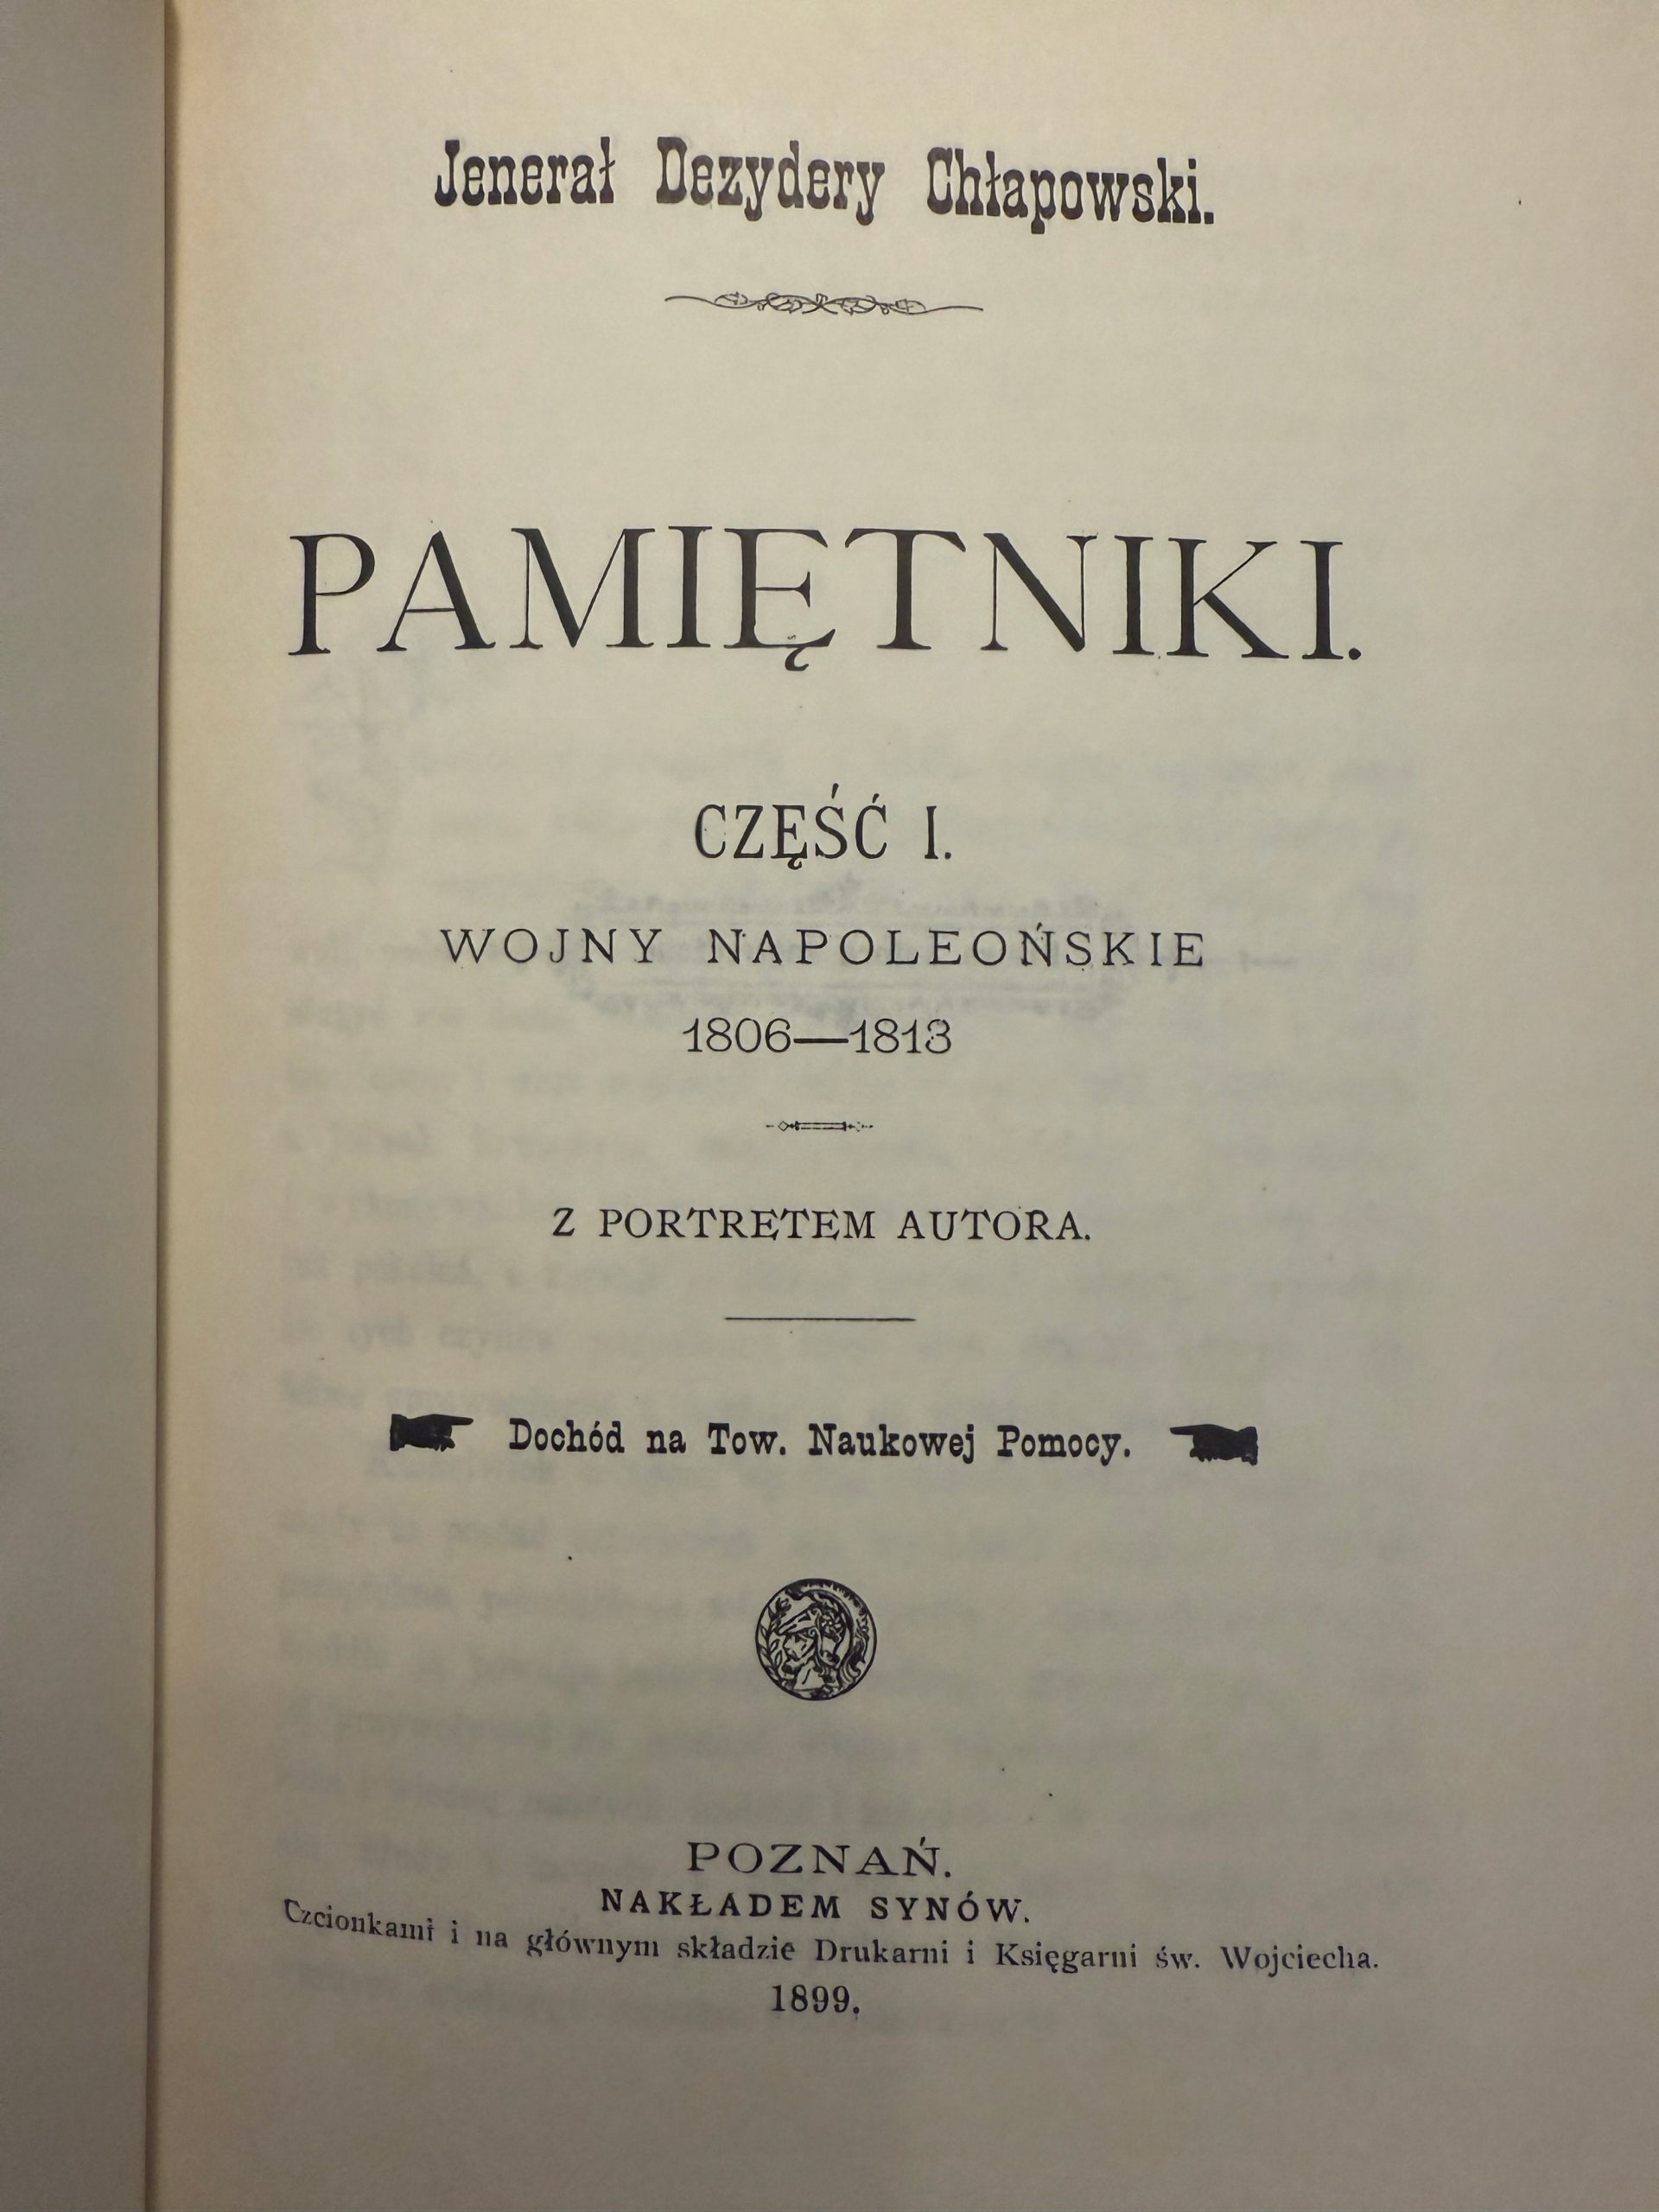 Jenerał Dezydery Chłapowski.
PAMIĘTNIKI.
CZĘŚĆ I.
WOJNY NAPOLEOŃSKIE
1806—1813
Z PORTRETEM AUTORA.
Dochód na Tow. Naukowej Pomocy.
POZNAŃ.
NAKŁADEM SYNÓW.
Czcionkami i na głównym składzie Drukarni i Księgarni św. Wojciecha.
1899.